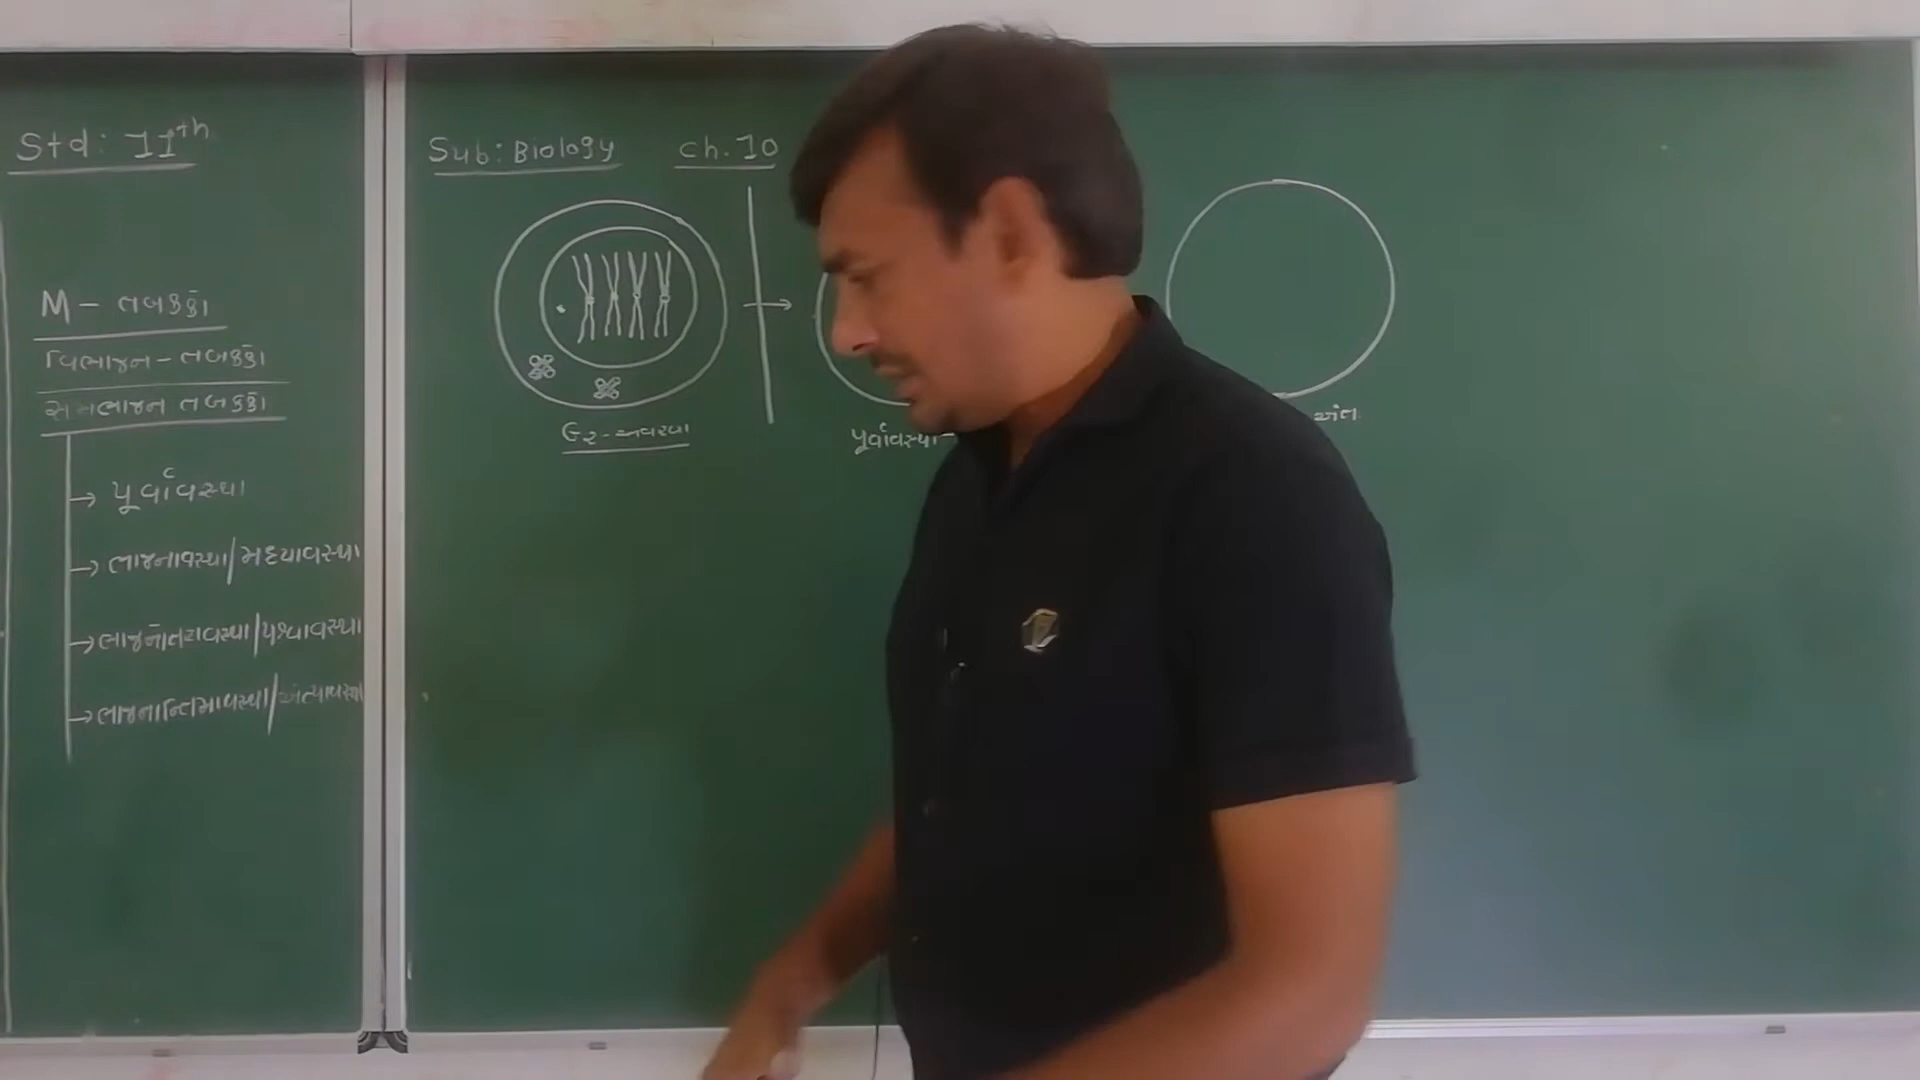 Std: 11th
M - તબક્કો
વિભાજન - તબક્કો
સમભાજન તબક્કો
→ પૂર્વાવસ્થા
→ ભાજનાવસ્થા/મધ્યાવસ્થા
→ ભાજનોત્તરાવસ્થા/પશ્ચાવસ્થા
→ ભાજનાન્તિમાવસ્થા/અંત્યાવસ્થા
Sub: Biology ch. 10
G2 - અવસ્થા
પૂર્વાવસ્થા -
અંત